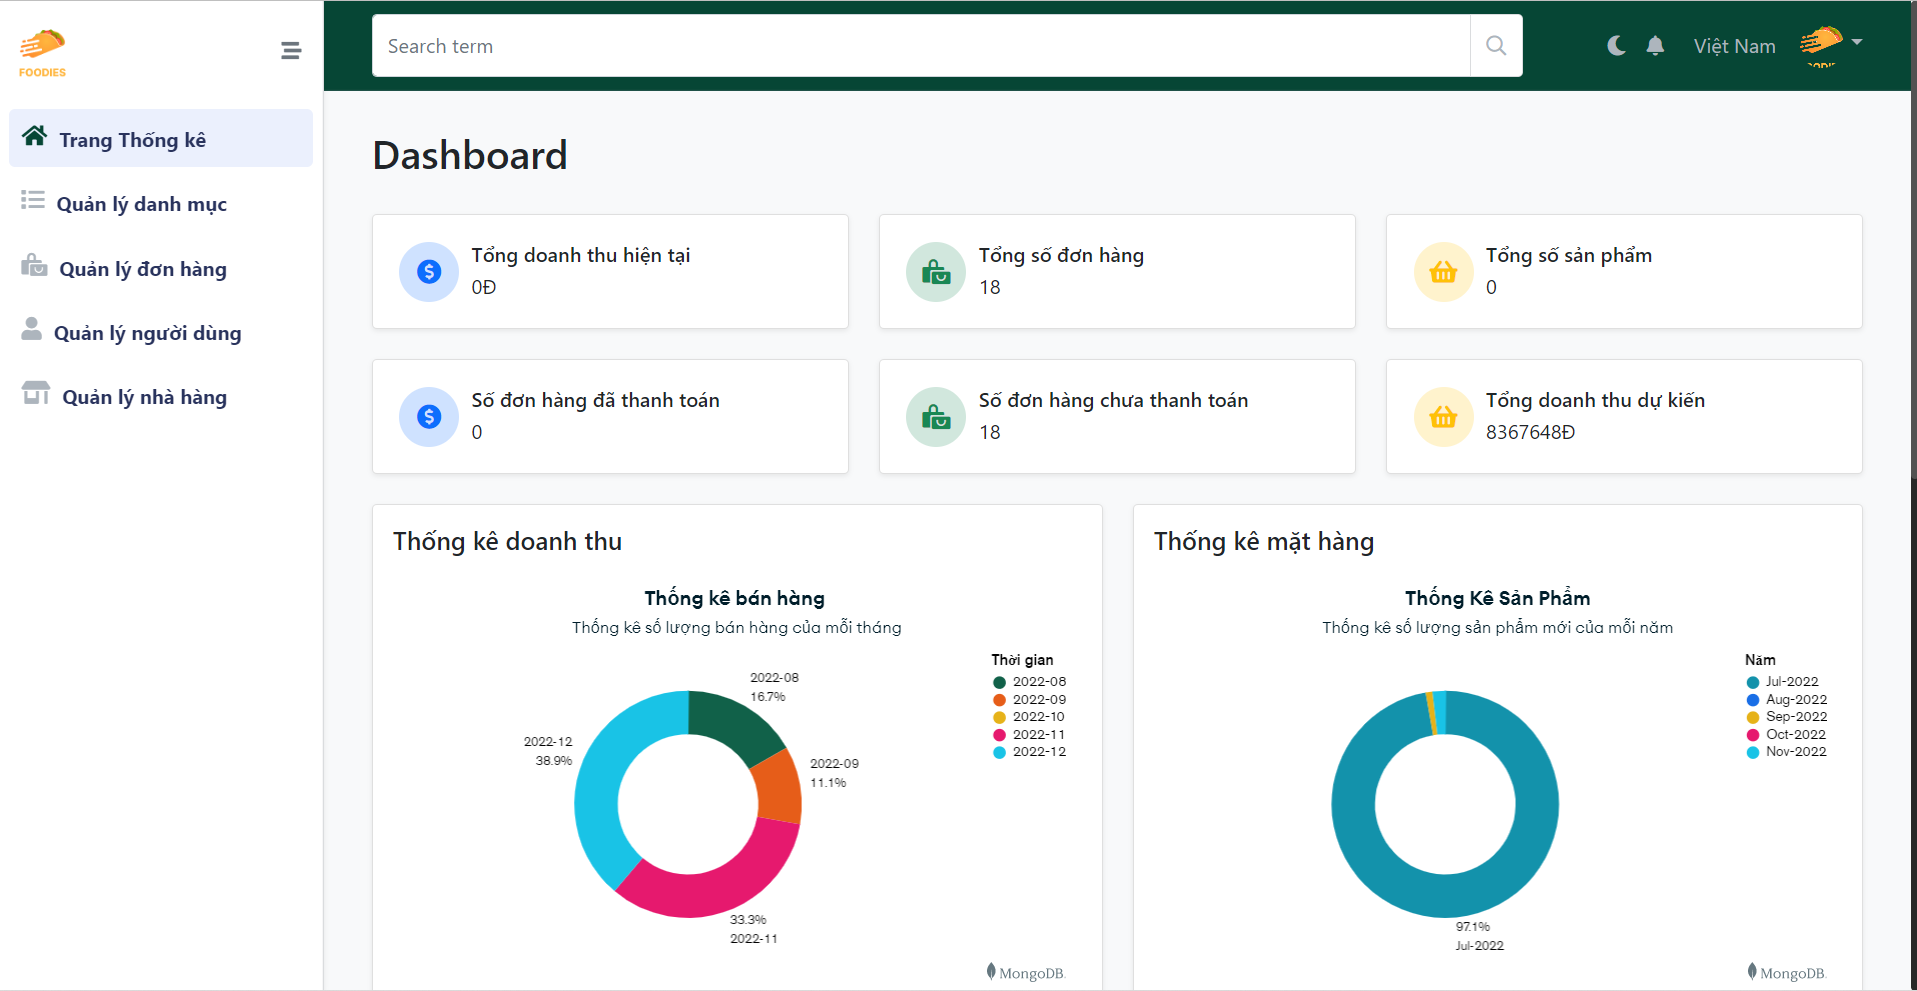 FOODIES
Search term
Việt Nam
Trang Thống kê
Quản lý danh mục
Quản lý đơn hàng
Quản lý người dùng
Quản lý nhà hàng
Dashboard
Tổng doanh thu hiện tại
0Đ
Tổng số đơn hàng
18
Tổng số sản phẩm
0
Số đơn hàng đã thanh toán
0
Số đơn hàng chưa thanh toán
18
Tổng doanh thu dự kiến
8367648Đ
Thống kê doanh thu
Thống kê bán hàng
Thống kê số lượng bán hàng của mỗi tháng
Thời gian
2022-08
2022-09
2022-10
2022-11
2022-12
2022-08
16.7%
2022-12
38.9%
2022-09
11.1%
33.3%
2022-11
MongoDB.
Thống kê mặt hàng
Thống Kê Sản Phẩm
Thống kê số lượng sản phẩm mới của mỗi năm
Năm
Jul-2022
Aug-2022
Sep-2022
Oct-2022
Nov-2022
97.1%
Jul-2022
MongoDB.